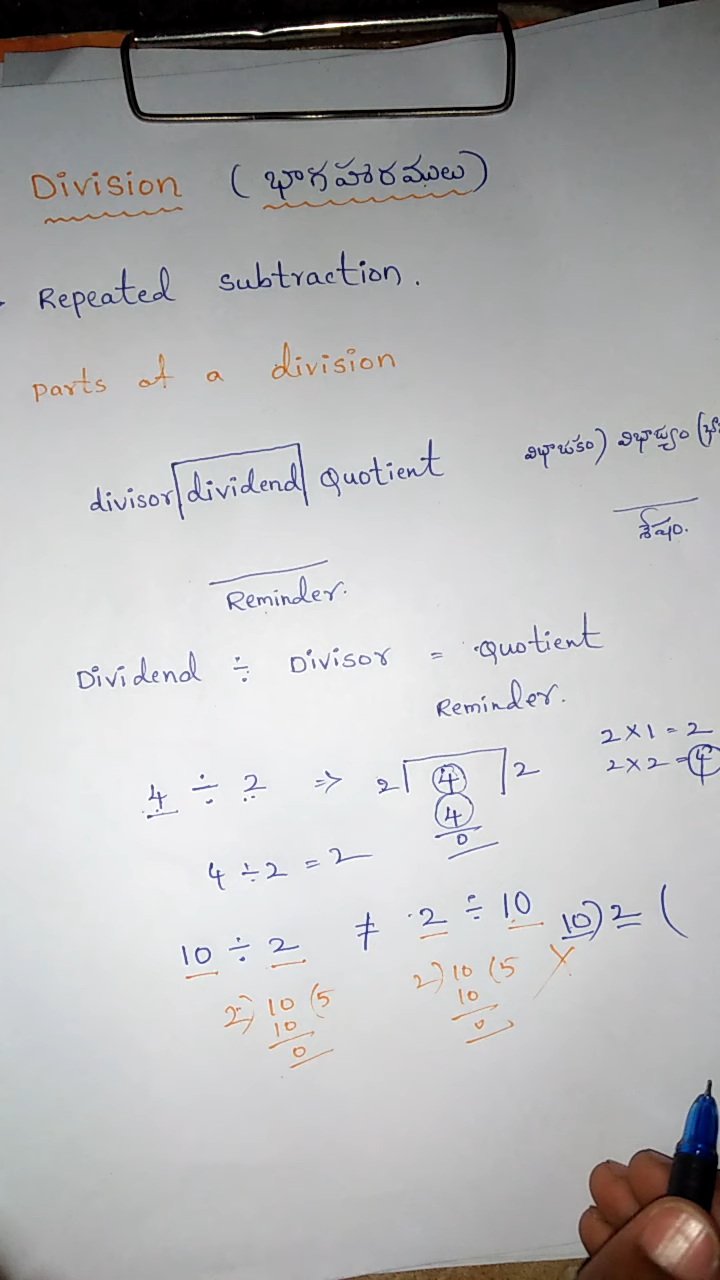 Division (భాగహారములు)
Repeated subtraction.
parts of a division
divisor dividend Quotient
విభాజకం) విభాజ్యం (
శేషం.
Reminder.
Dividend ÷ Divisor = Quotient
Reminder.
2×1=2
4 ÷ 2 => 2 4 2
2×2=4
4
0
4 ÷ 2 = 2
10 ÷ 2 ≠ 2 ÷ 10 10)2(
2) 10 (5 2) 10 (5 X
10 10
0 0